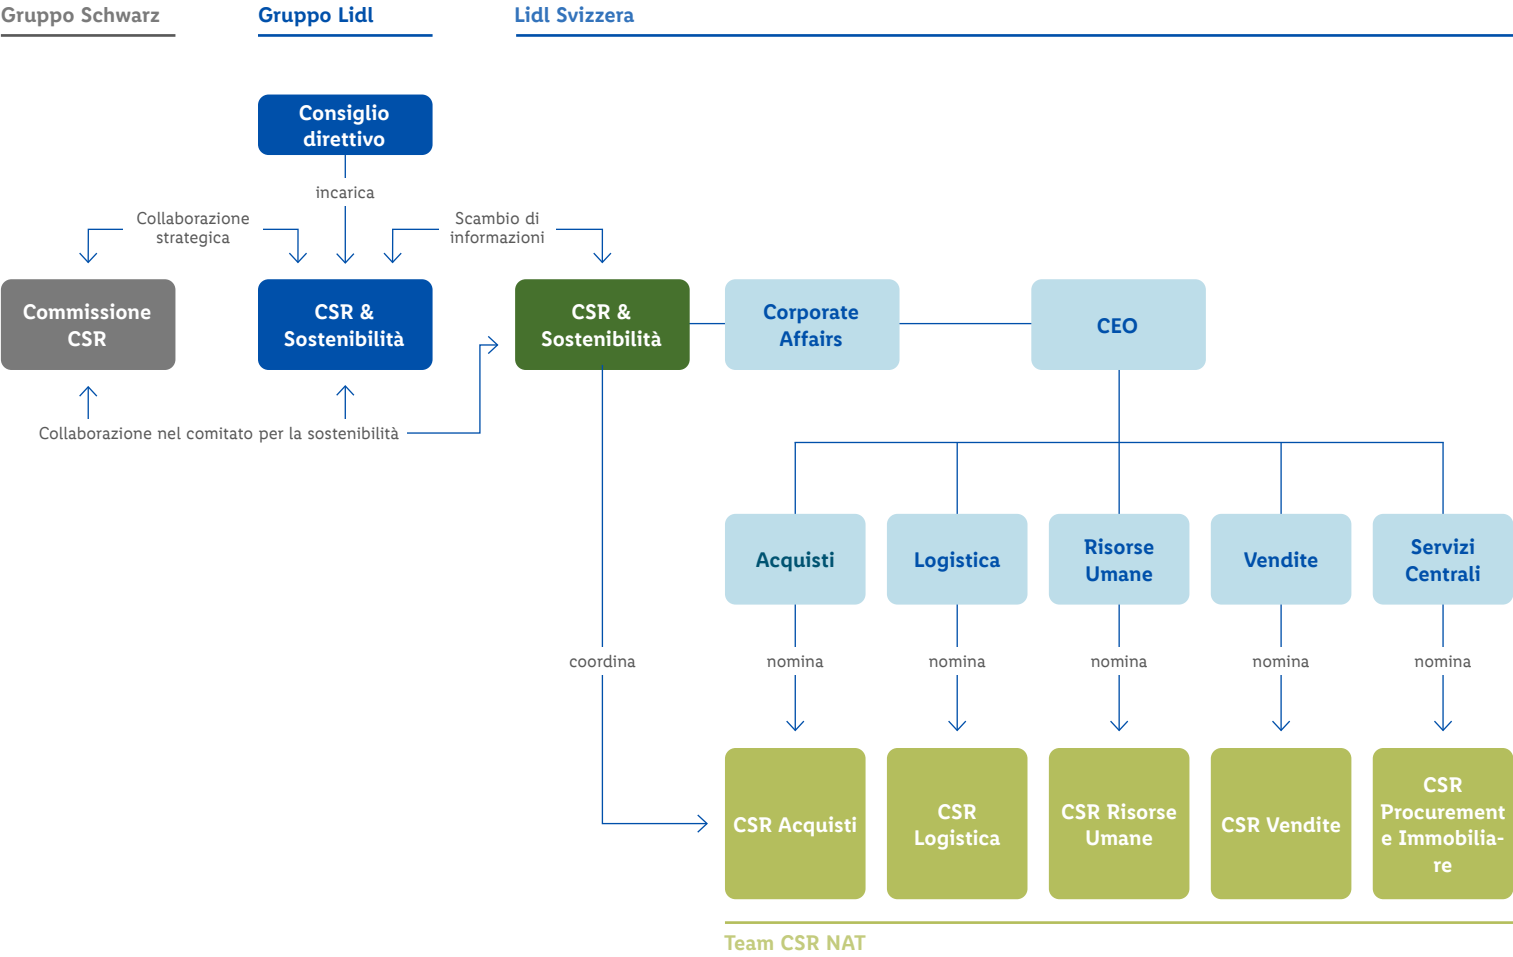 Gruppo Schwarz
Gruppo Lidl
Lidl Svizzera
Consiglio
direttivo
incarica
Collaborazione
strategica
Scambio di
informazioni
Commissione
CSR
CSR &
Sostenibilità
CSR &
Sostenibilità
Corporate
Affairs
CEO
Collaborazione nel comitato per la sostenibilità
Acquisti
Logistica
Risorse
Umane
Vendite
Servizi
Centrali
coordina
nomina
nomina
nomina
nomina
nomina
CSR Acquisti
CSR
Logistica
CSR Risorse
Umane
CSR Vendite
CSR
Procurement
e Immobilia-
re
Team CSR NAT